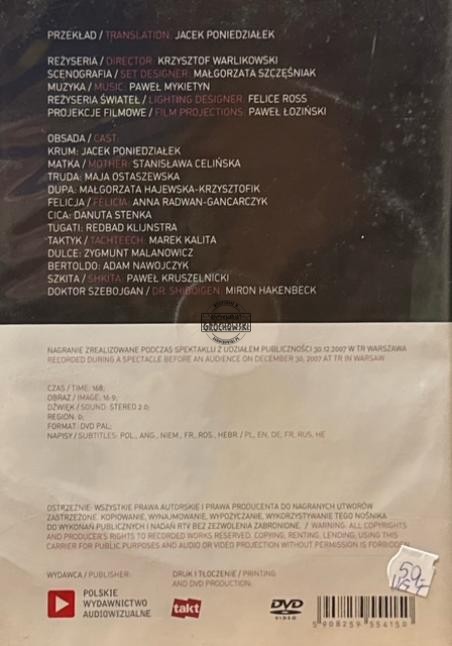 PRZEKŁAD / TRANSLATION: JACEK PONIEDZIAŁEK
REŻYSERIA / DIRECTOR: KRZYSZTOF WARLIKOWSKI
SCENOGRAFIA / SET DESIGNER: MAŁGORZATA SZCZĘŚNIAK
MUZYKA / MUSIC: PAWEŁ MYKIETYN
REŻYSERIA ŚWIATEŁ / LIGHTING DESIGNER: FELICE ROSS
PROJEKCJE FILMOWE / FILM PROJECTIONS: PAWEŁ ŁOZIŃSKI
OBSADA / CAST:
KRUM: JACEK PONIEDZIAŁEK
MATKA / MOTHER: STANISŁAWA CELIŃSKA
TRUDA: MAJA OSTASZEWSKA
DUPA: MAŁGORZATA HAJEWSKA-KRZYSZTOFIK
FELICJA / FELICIA: ANNA RADWAN-GANCARCZYK
CICA: DANUTA STENKA
TUGATI: REDBAD KLIJNSTRA
TAKTYK / TACHTEECH: MAREK KALITA
DULCE: ZYGMUNT MALANOWICZ
BERTOLDO: ADAM NAWOJCZYK
SZKITA / SHKITA: PAWEŁ KRUSZELNICKI
DOKTOR SZEBOJGAN / DR. SHIBOIGEN: MIRON HAKENBECK
GROCHOWSKI
NAGRANIE ZREALIZOWANE PODCZAS SPEKTAKLU Z UDZIAŁEM PUBLICZNOŚCI 30.12.2007 W TR WARSZAWA
RECORDED DURING A SPECTACLE BEFORE AN AUDIENCE ON DECEMBER 30, 2007 AT TR IN WARSAW
CZAS / TIME: 168;
OBRAZ / IMAGE: 16:9;
DŹWIĘK / SOUND: STEREO 2.0;
REGION: 0;
FORMAT: DVD PAL;
NAPISY / SUBTITLES: POL., ANG., NIEM., FR., ROS., HEBR / PL, EN, DE, FR, RUS, HE
OSTRZEŻENIE: WSZYSTKIE PRAWA AUTORSKIE I PRAWA PRODUCENTA DO NAGRANYCH UTWORÓW
ZASTRZEŻONE. KOPIOWANIE, WYNAJMOWANIE, WYPOŻYCZANIE, WYKORZYSTYWANIE TEGO NOŚNIKA
DO WYKONAŃ PUBLICZNYCH I NADAŃ RTV BEZ ZEZWOLENIA ZABRONIONE. / WARNING: ALL COPYRIGHTS
AND PRODUCER'S RIGHTS TO RECORDED WORKS RESERVED. COPYING, RENTING, LENDING, USING THIS
CARRIER FOR PUBLIC PURPOSES AND AUDIO OR VIDEO PROJECTION WITHOUT PERMISSION IS FORBIDDEN.
WYDAWCA / PUBLISHER:
POLSKIE
WYDAWNICTWO
AUDIOWIZUALNE
DRUK I TŁOCZENIE / PRINTING
AND DVD PRODUCTION:
takt
DVD
VIDEO
50,-
5 908259 554150